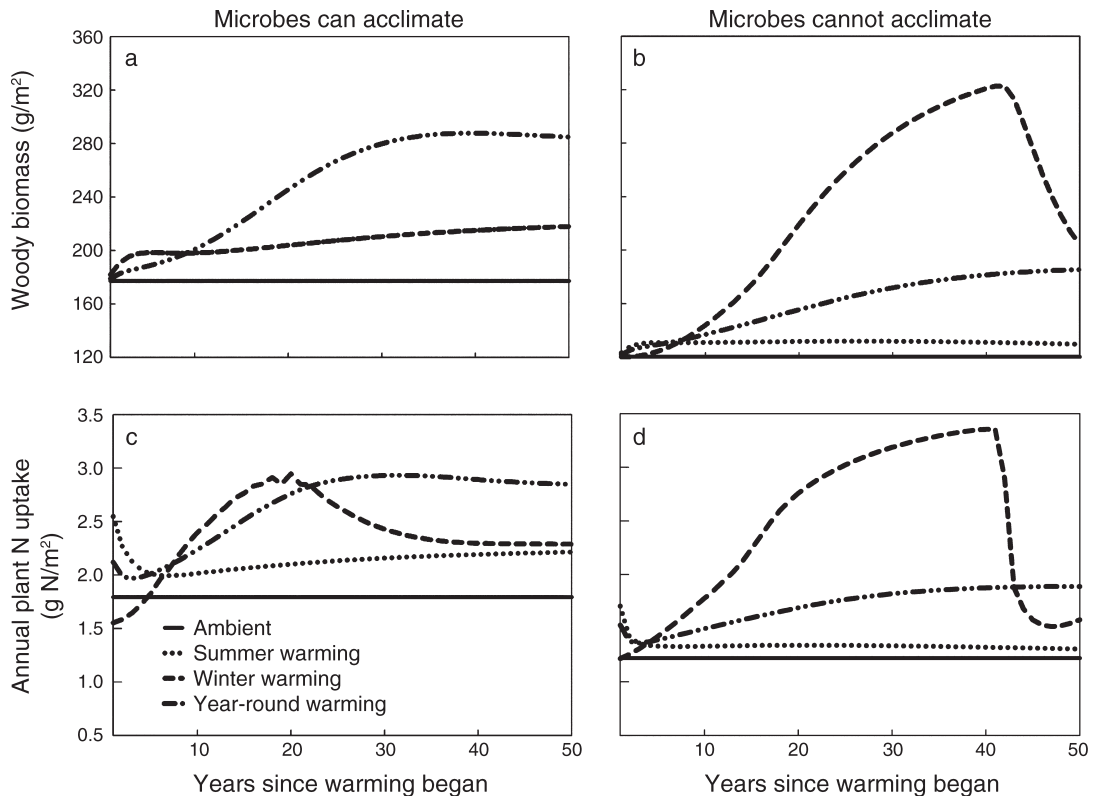 Microbes can acclimate
Microbes cannot acclimate
Woody biomass (g/m²)
360
320
280
240
200
160
120
a
b
Annual plant N uptake
(g N/m²)
3.5
3.0
2.5
2.0
1.5
1.0
0.5
c
d
Ambient
Summer warming
Winter warming
Year-round warming
10 20 30 40 50
10 20 30 40 50
Years since warming began
Years since warming began